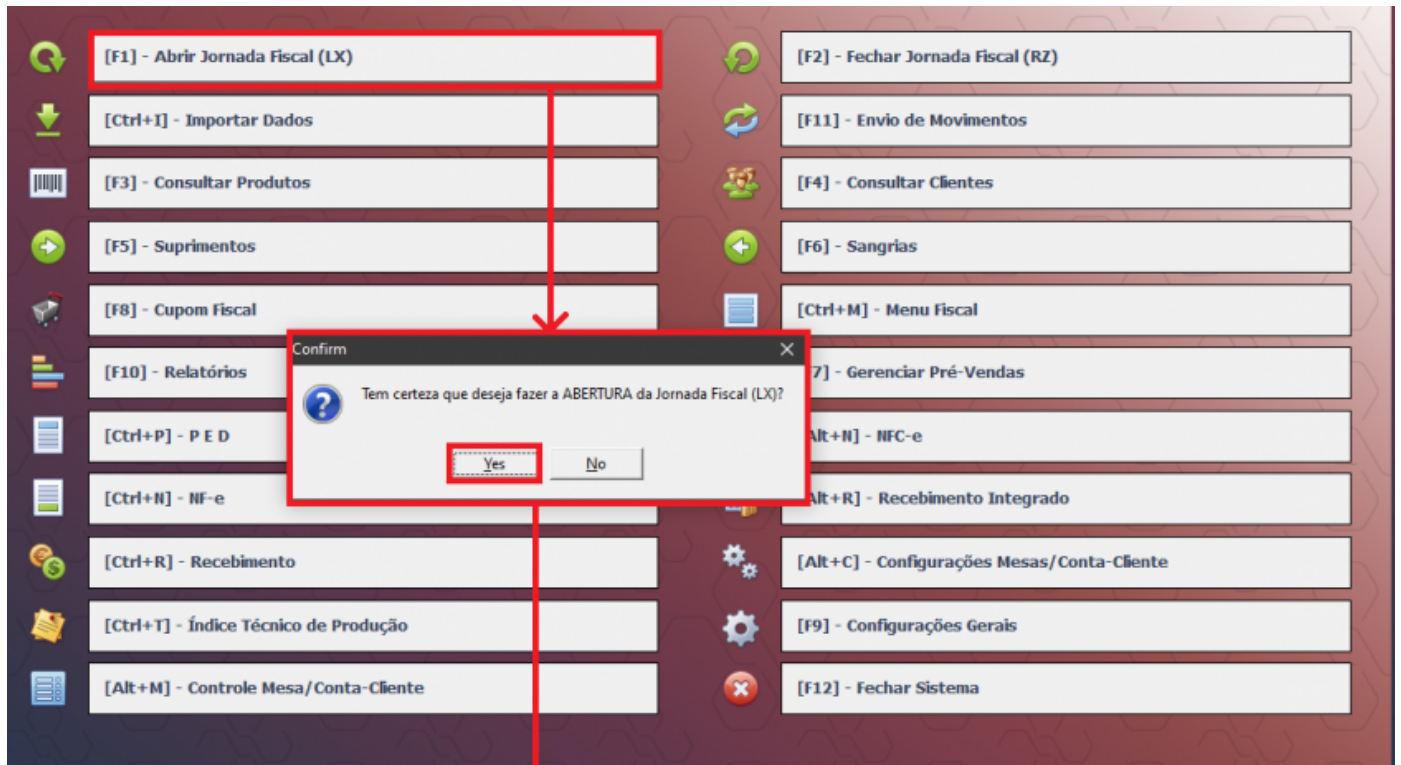 [F1] - Abrir Jornada Fiscal (LX)
[F2] - Fechar Jornada Fiscal (RZ)
[Ctrl+I] - Importar Dados
[F11] - Envio de Movimentos
[F3] - Consultar Produtos
[F4] - Consultar Clientes
[F5] - Suprimentos
[F6] - Sangrias
[F8] - Cupom Fiscal
[Ctrl+M] - Menu Fiscal
Confirm
Tem certeza que deseja fazer a ABERTURA da Jornada Fiscal (LX)?
Yes
No
[F10] - Relatórios
7] - Gerenciar Pré-Vendas
[Ctrl+P] - P E D
Alt+N] - NFC-e
[Ctrl+N] - NF-e
Alt+R] - Recebimento Integrado
[Ctrl+R] - Recebimento
[Alt+C] - Configurações Mesas/Conta-Cliente
[Ctrl+T] - Índice Técnico de Produção
[F9] - Configurações Gerais
[Alt+M] - Controle Mesa/Conta-Cliente
[F12] - Fechar Sistema